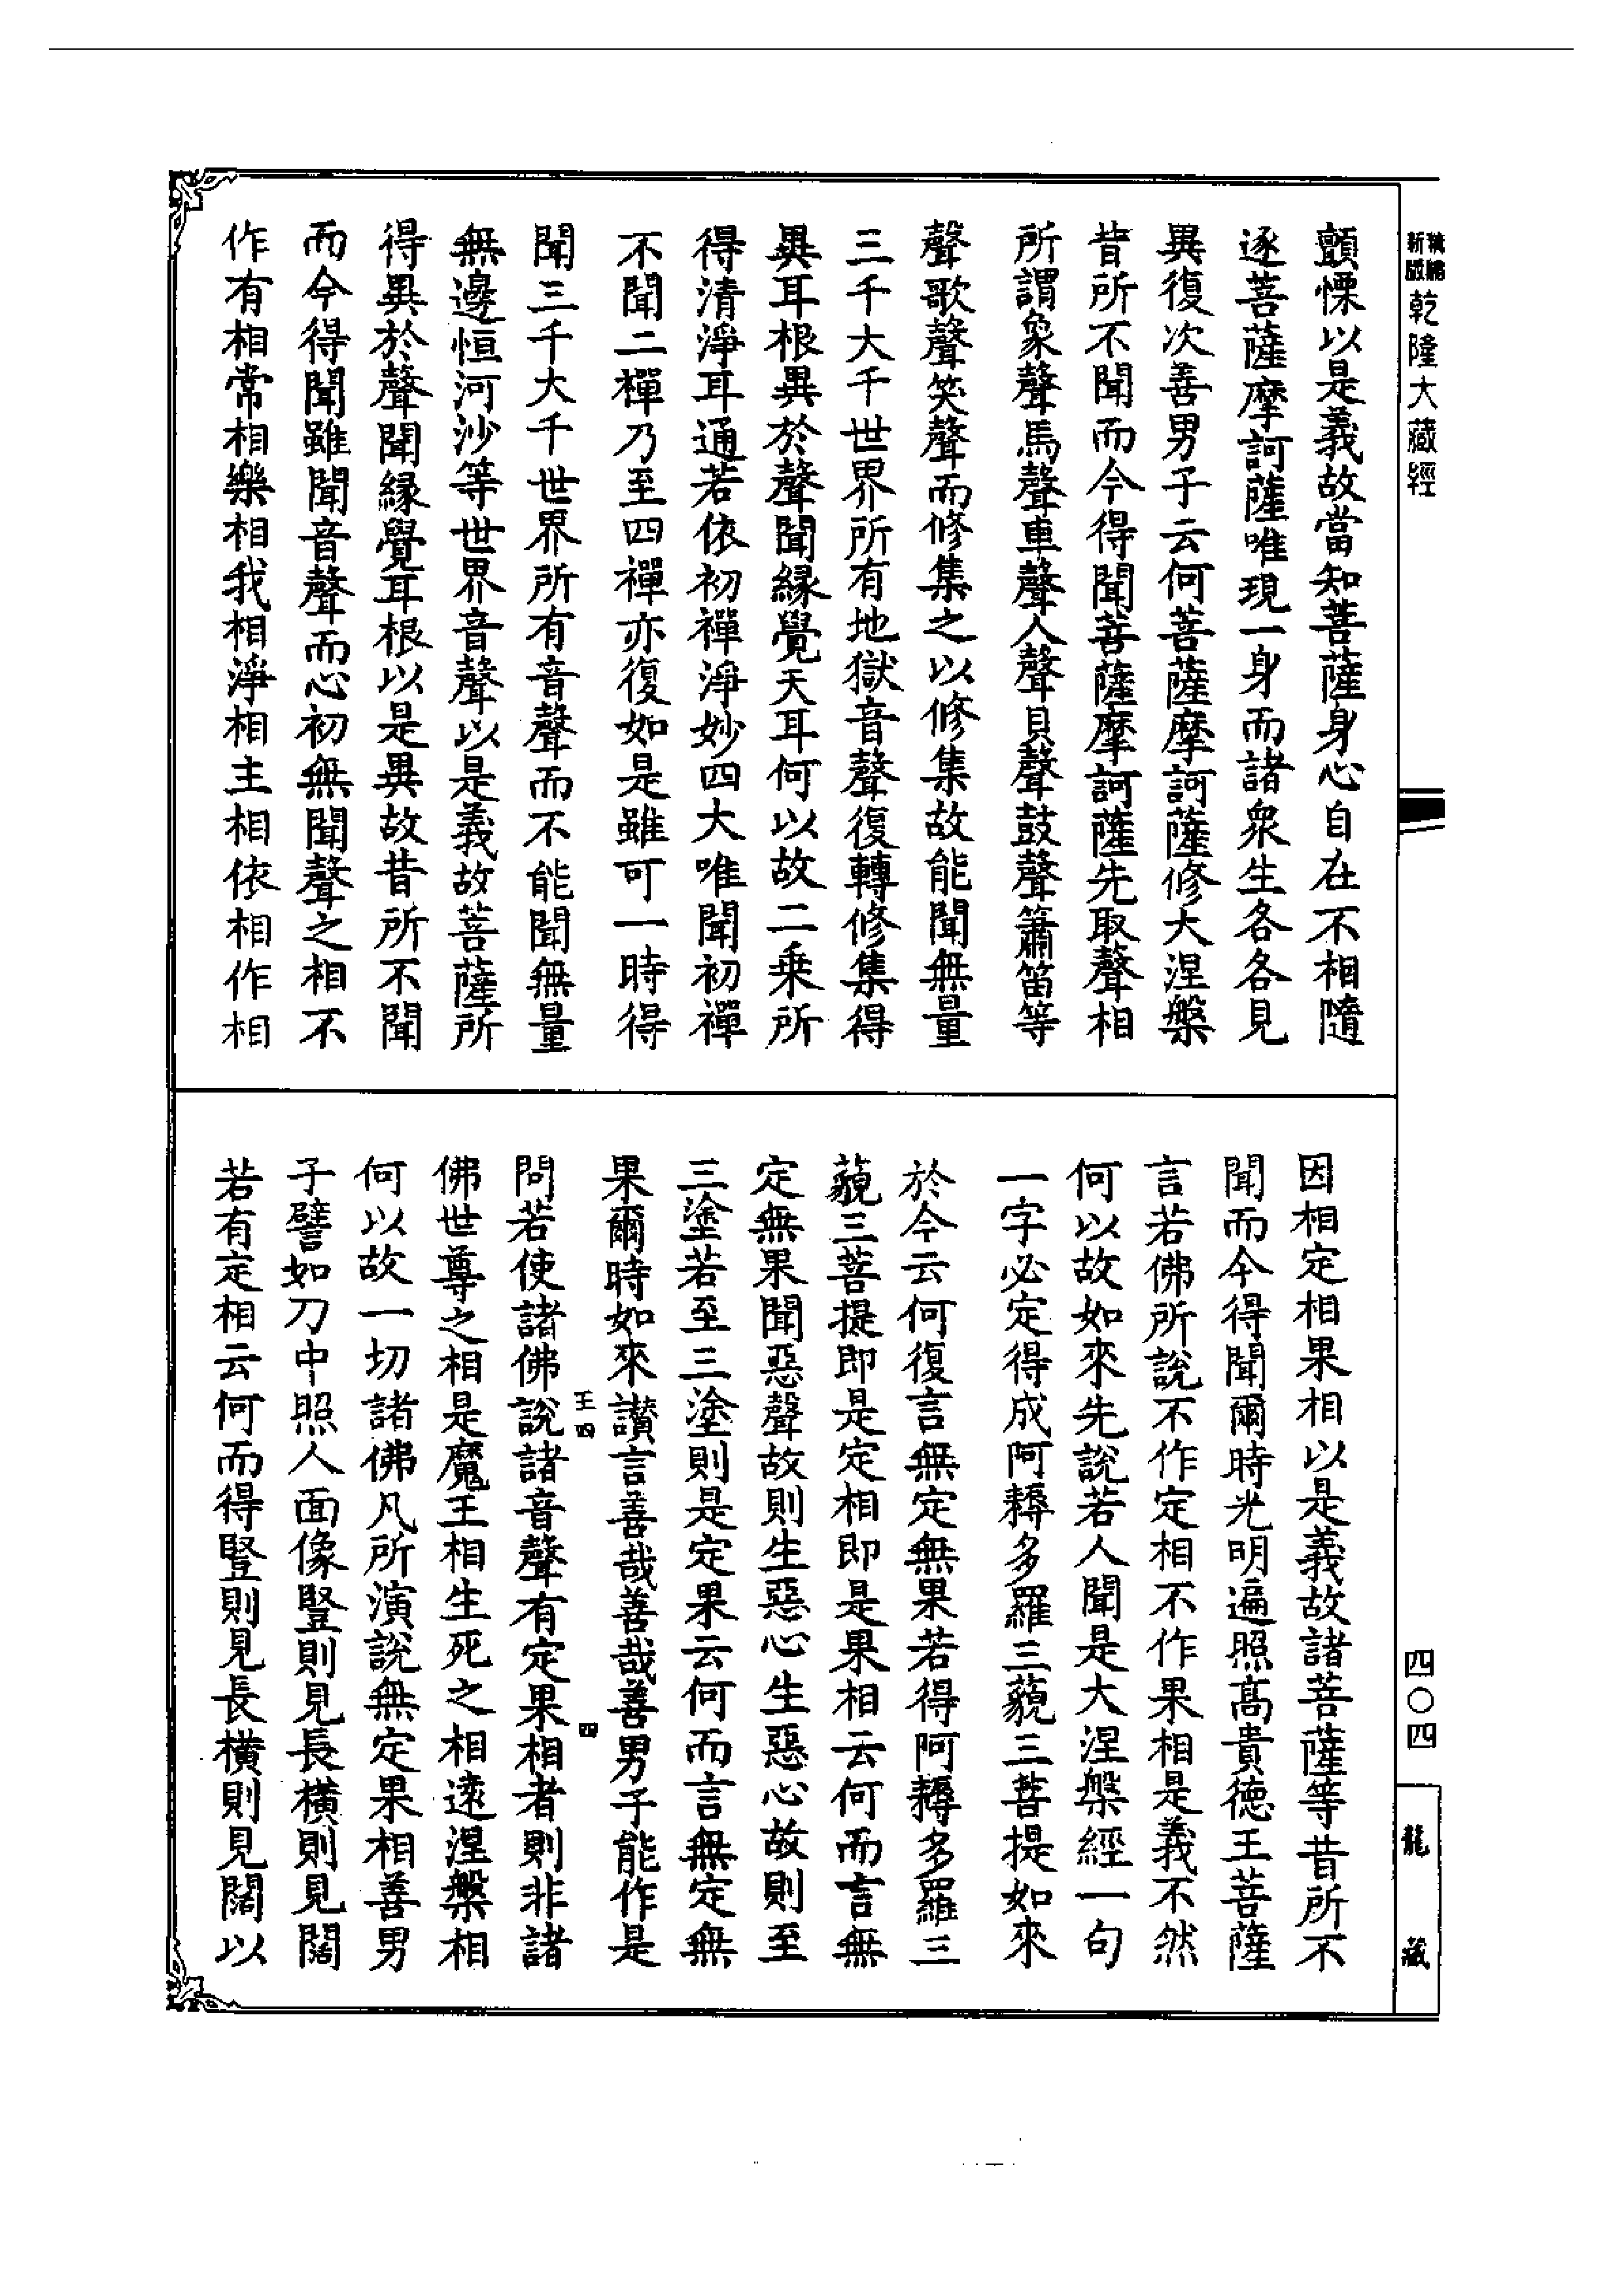 新編
縮版
乾隆大藏經
顫慄以是義故當知菩薩身心自在不相隨
逐菩薩摩訶薩唯現一身而諸衆生各各見
異復次善男子云何菩薩摩訶薩修大涅槃
昔所不聞而今得聞菩薩摩訶薩先取聲相
所謂象聲馬聲車聲人聲貝聲鼓聲簫笛等
聲歌聲笑聲而修集之以修集故能聞無量
三千大千世界所有地獄音聲復轉修集得
異耳根異於聲聞緣覺天耳何以故二乘所
得清淨耳通若依初禪淨妙四大唯聞初禪
不聞二禪乃至四禪亦復如是雖可一時得
聞三千大千世界所有音聲而不能聞無量
無邊恒河沙等世界音聲以是義故菩薩所
得異於聲聞緣覺耳根以是異故昔所不聞
而今得聞雖聞音聲而心初無聞聲之相不
作有相常相樂相我相淨相主相依相作相
因相定相果相以是義故諸菩薩等昔所不
聞而今得聞爾時光明遍照高貴德王菩薩
言若佛所說不作定相不作果相是義不然
何以故如來先說若人聞是大涅槃經一句
一字必定得成阿耨多羅三藐三菩提如來
於今云何復言無定無果若得阿耨多羅三
藐三菩提即是定相即是果相云何而言無
定無果聞惡聲故則生惡心生惡心故則至
三塗若至三塗則是定果云何而言無定無
果爾時如來讚言善哉善哉善男子能作是
王四
四
問若使諸佛說諸音聲有定果相者則非諸
佛世尊之相是魔王相生死之相遠涅槃相
何以故一切諸佛凡所演說無定果相善男
子譬如刀中照人面像豎則見長橫則見闊
若有定相云何而得豎則見長橫則見闊以
四〇四
龍藏